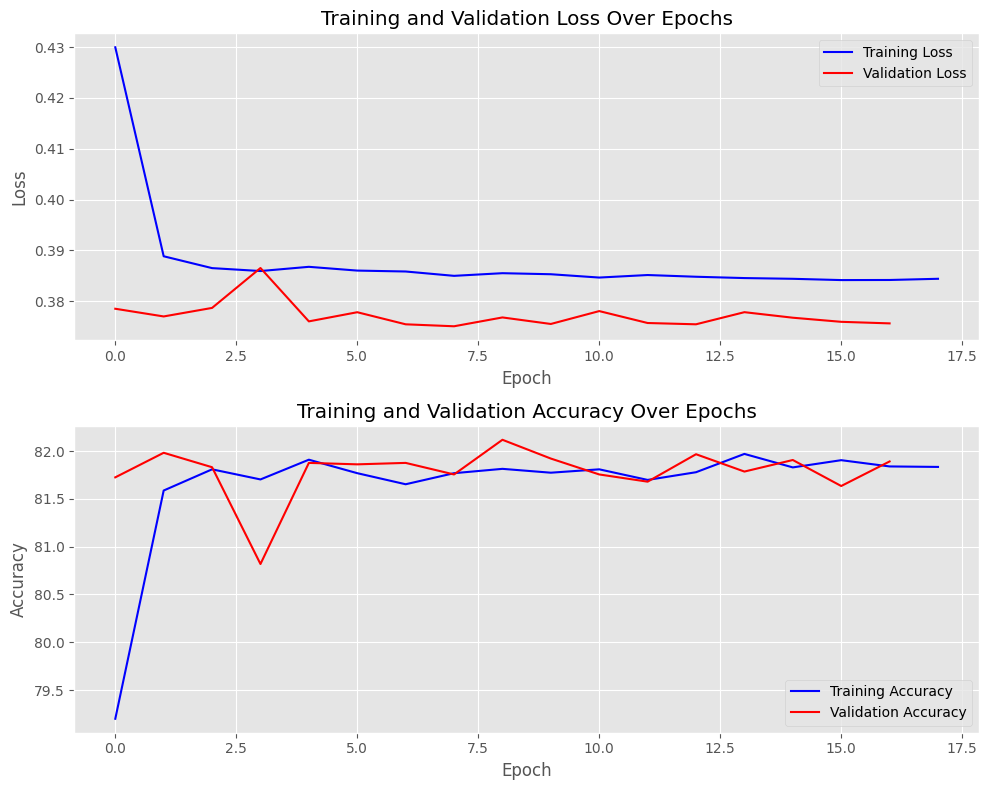 Training and Validation Loss Over Epochs
0.43
0.42
0.41
0.40
0.39
0.38
Loss
Training Loss
Validation Loss
0.0 2.5 5.0 7.5 10.0 12.5 15.0 17.5
Epoch
Training and Validation Accuracy Over Epochs
82.0
81.5
81.0
80.5
80.0
79.5
Accuracy
Training Accuracy
Validation Accuracy
0.0 2.5 5.0 7.5 10.0 12.5 15.0 17.5
Epoch